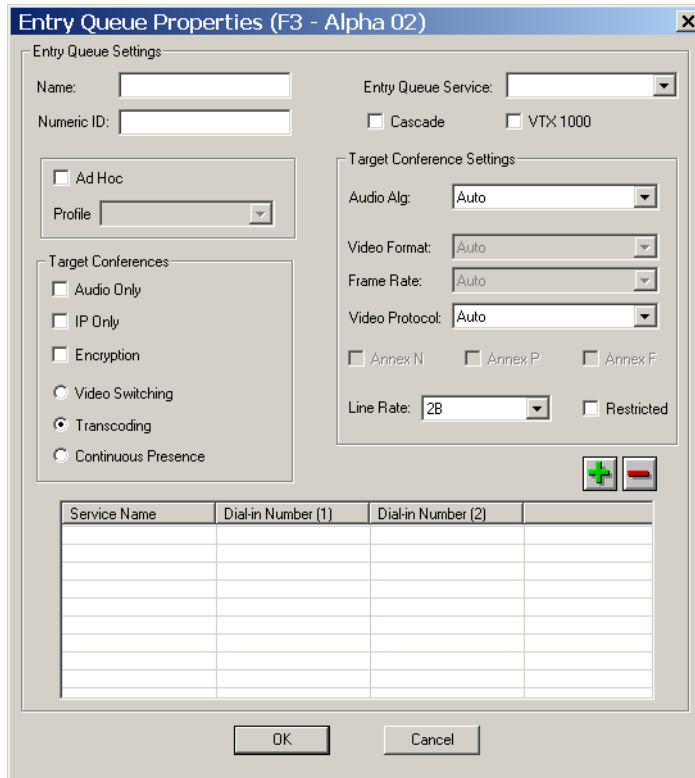 Entry Queue Properties (F3 - Alpha 02)
Entry Queue Settings
Name:
Entry Queue Service:
Numeric ID:
Cascade
VTX 1000
Ad Hoc
Profile
Target Conference Settings
Audio Alg:
Auto
Video Format:
Auto
Frame Rate:
Auto
Video Protocol:
Auto
Annex N
Annex P
Annex F
Line Rate:
2B
Restricted
Target Conferences
Audio Only
IP Only
Encryption
Video Switching
Transcoding
Continuous Presence
Service Name
Dial-in Number (1)
Dial-in Number (2)
OK
Cancel